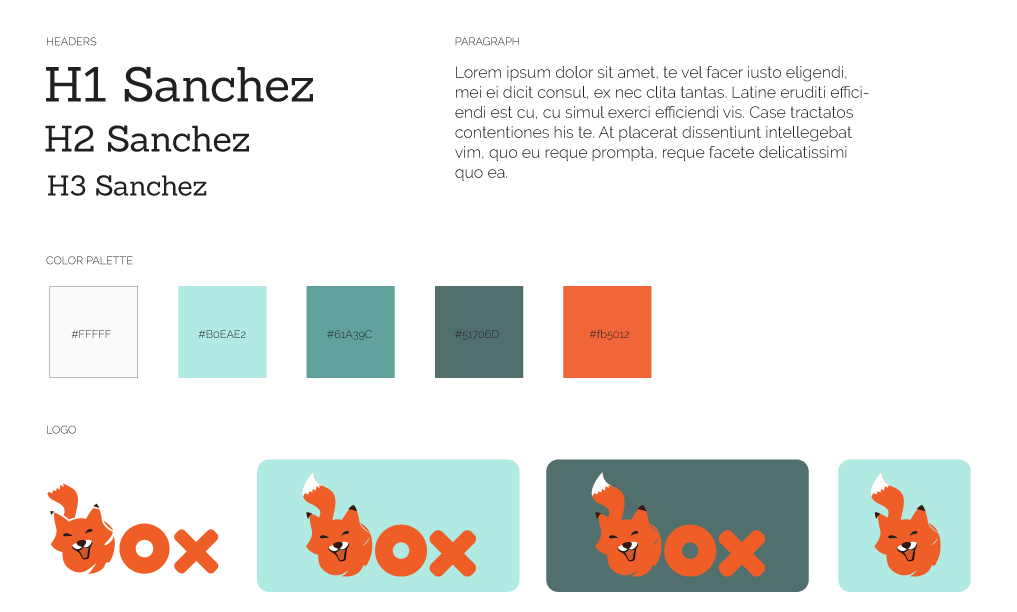 HEADERS
H1 Sanchez
H2 Sanchez
H3 Sanchez
PARAGRAPH
Lorem ipsum dolor sit amet, te vel facer iusto eligendi,
mei ei dicit consul, ex nec clita tantas. Latine eruditi effici-
endi est cu, cu simul exerci efficiendi vis. Case tractatos
contentiones his te. At placerat dissentiunt intellegebat
vim, quo eu reque prompta, reque facete delicatissimi
quo ea.
COLOR PALETTE
#FFFFF
#B0EAE2
#61A39C
#51706D
#fb5012
LOGO
ox
ox
ox